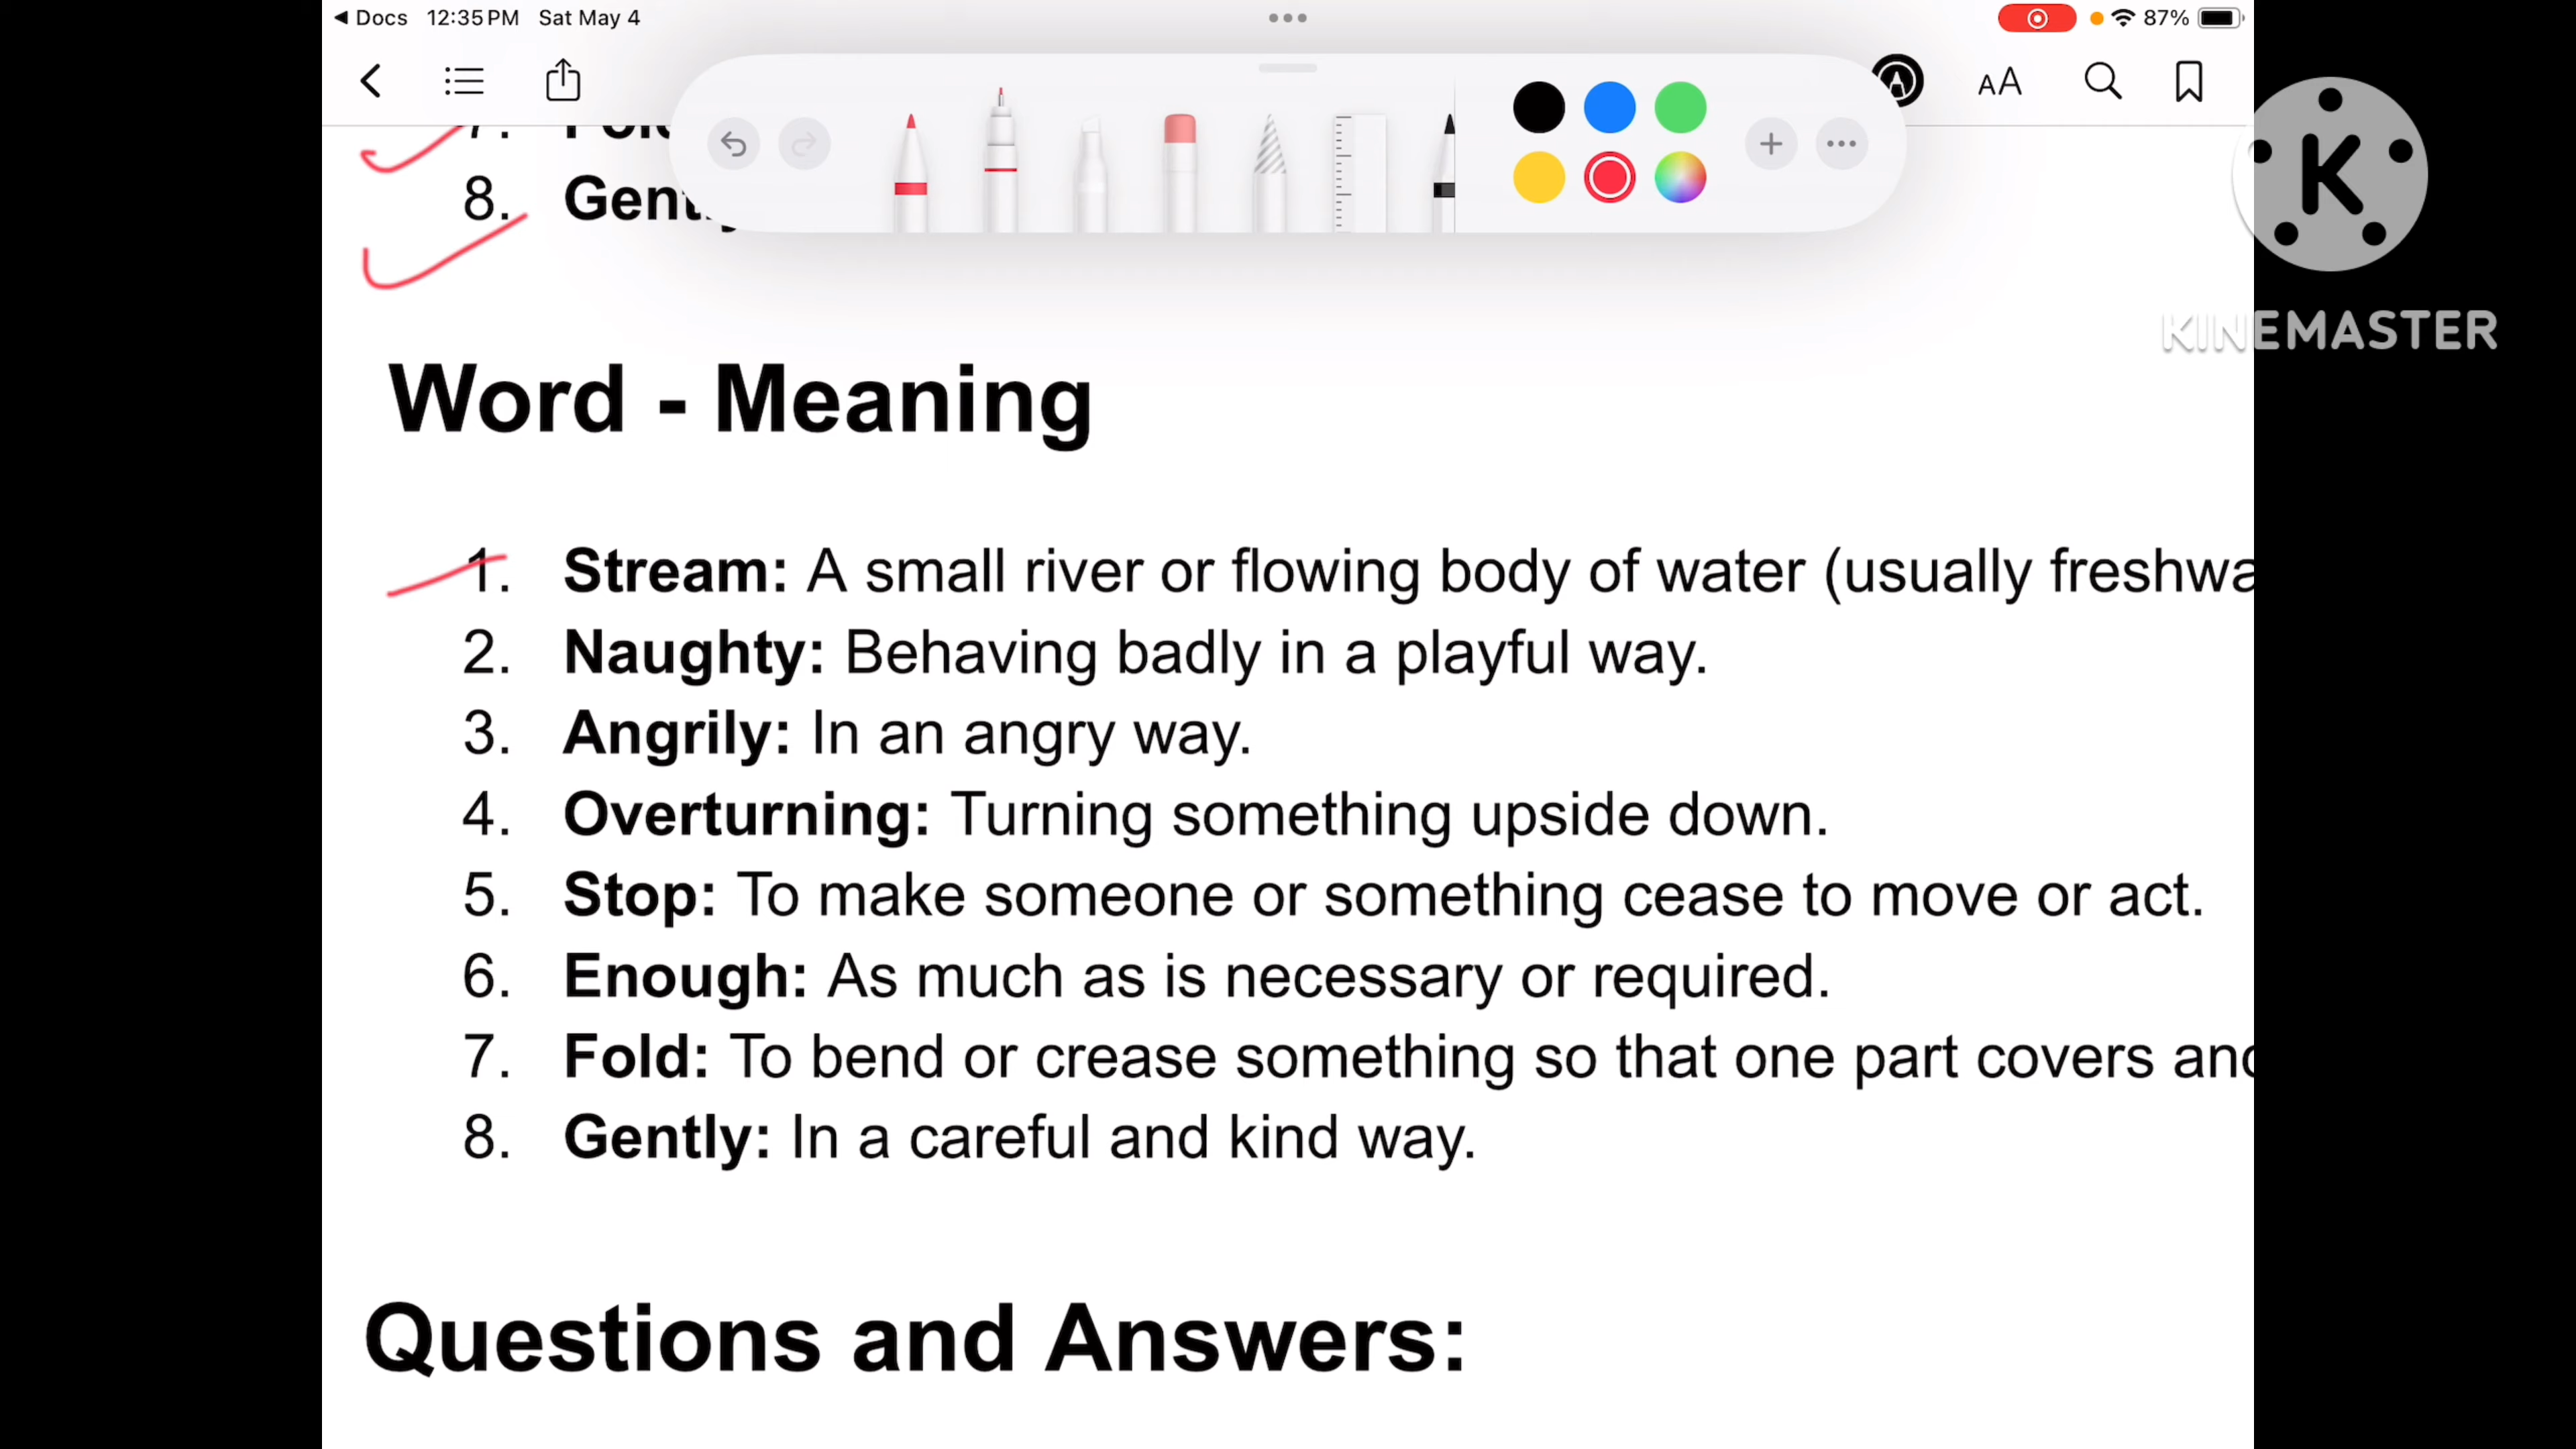 Docs 12:35 PM Sat May 4
87%
AA
8. Gently
K
KINEMASTER
Word - Meaning
1. Stream: A small river or flowing body of water (usually freshwa
2. Naughty: Behaving badly in a playful way.
3. Angrily: In an angry way.
4. Overturning: Turning something upside down.
5. Stop: To make someone or something cease to move or act.
6. Enough: As much as is necessary or required.
7. Fold: To bend or crease something so that one part covers ano
8. Gently: In a careful and kind way.
Questions and Answers: